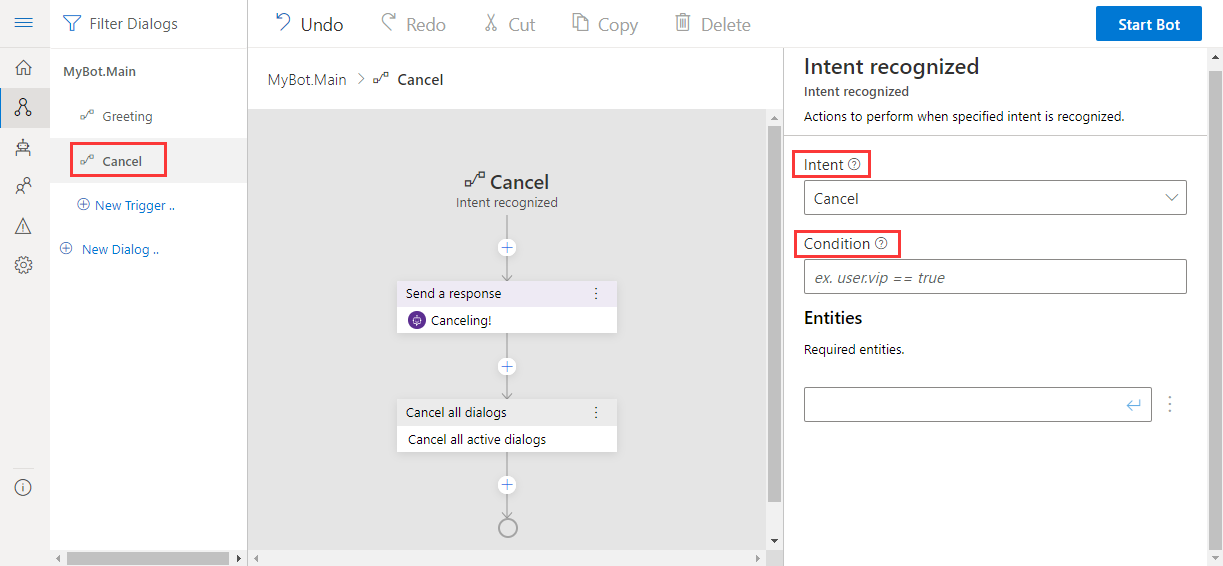 Filter Dialogs
MyBot.Main
Greeting
Cancel
New Trigger ..
New Dialog ..
Undo
Redo
Cut
Copy
Delete
Start Bot
MyBot.Main > Cancel
Cancel
Intent recognized
Send a response
Canceling!
Cancel all dialogs
Cancel all active dialogs
Intent recognized
Intent recognized
Actions to perform when specified intent is recognized.
Intent
Cancel
Condition
ex. user.vip == true
Entities
Required entities.